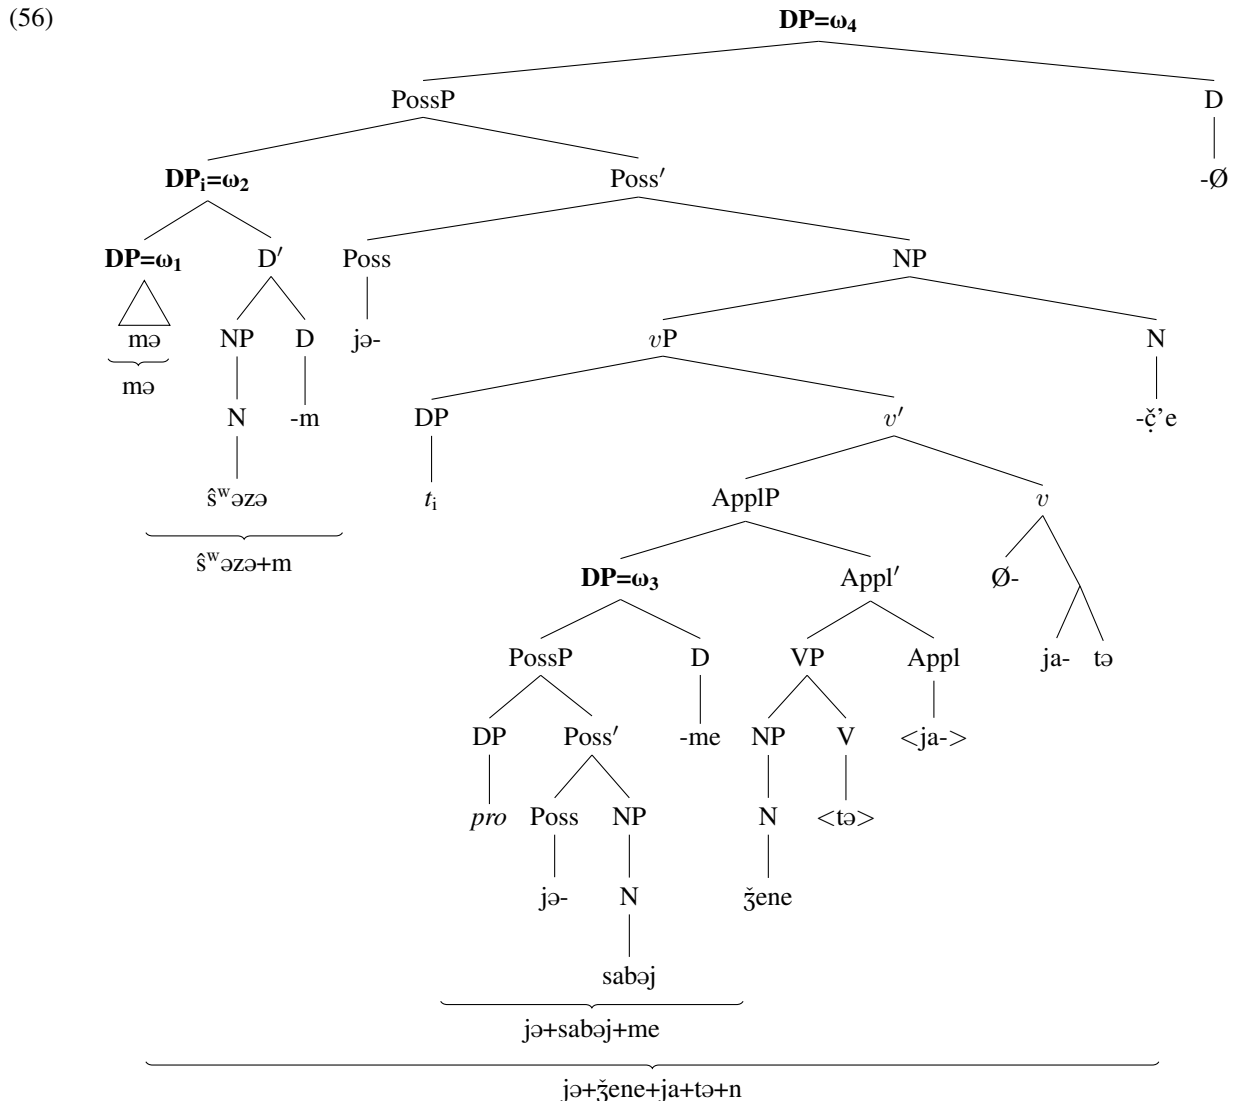 (56)
DP=ω₄
PossP D
DPᵢ=ω₂ Poss′ -Ø
DP=ω₁ D′ Poss NP
mə NP D jə- vP N
mə
N -m DP v′ -č̣’e
ŝʷəzə tᵢ ApplP v
ŝʷəzə+m
DP=ω₃ Appl′ Ø-
PossP D VP Appl ja- tə
DP Poss′ -me NP V <ja->
pro Poss NP N <tə>
jə- N ǯene
sabəj
jə+sabəj+me
jə+ǯene+ja+tə+n